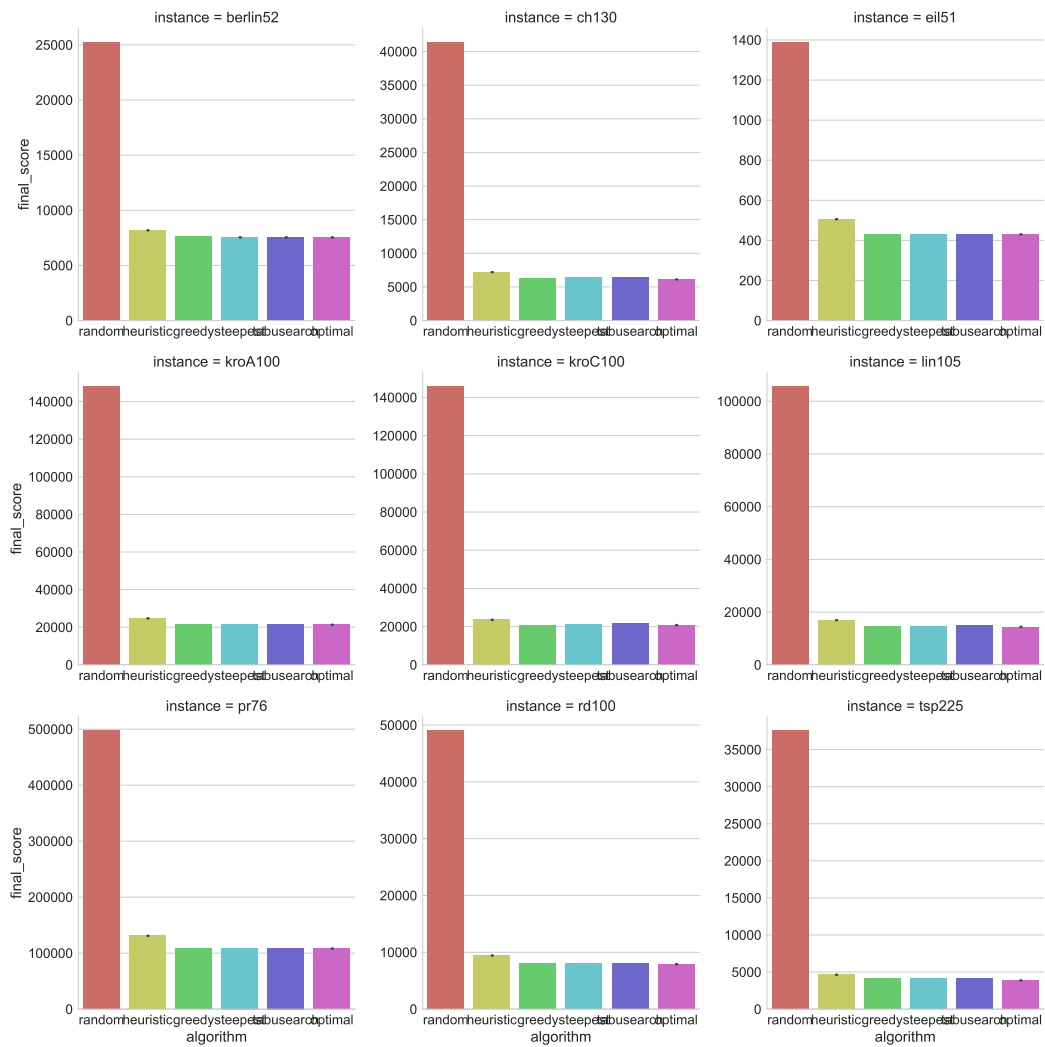 instance = berlin52
instance = ch130
instance = eil51
final_score
25000
20000
15000
10000
5000
0
40000
35000
30000
25000
20000
15000
10000
5000
0
1400
1200
1000
800
600
400
200
0
random heuristic greedy steepest tabusearch optimal
random heuristic greedy steepest tabusearch optimal
random heuristic greedy steepest tabusearch optimal
instance = kroA100
instance = kroC100
instance = lin105
final_score
140000
120000
100000
80000
60000
40000
20000
0
140000
120000
100000
80000
60000
40000
20000
0
100000
80000
60000
40000
20000
0
random heuristic greedy steepest tabusearch optimal
random heuristic greedy steepest tabusearch optimal
random heuristic greedy steepest tabusearch optimal
instance = pr76
instance = rd100
instance = tsp225
final_score
500000
400000
300000
200000
100000
0
50000
40000
30000
20000
10000
0
35000
30000
25000
20000
15000
10000
5000
0
random heuristic greedy steepest tabusearch optimal
random heuristic greedy steepest tabusearch optimal
random heuristic greedy steepest tabusearch optimal
algorithm
algorithm
algorithm